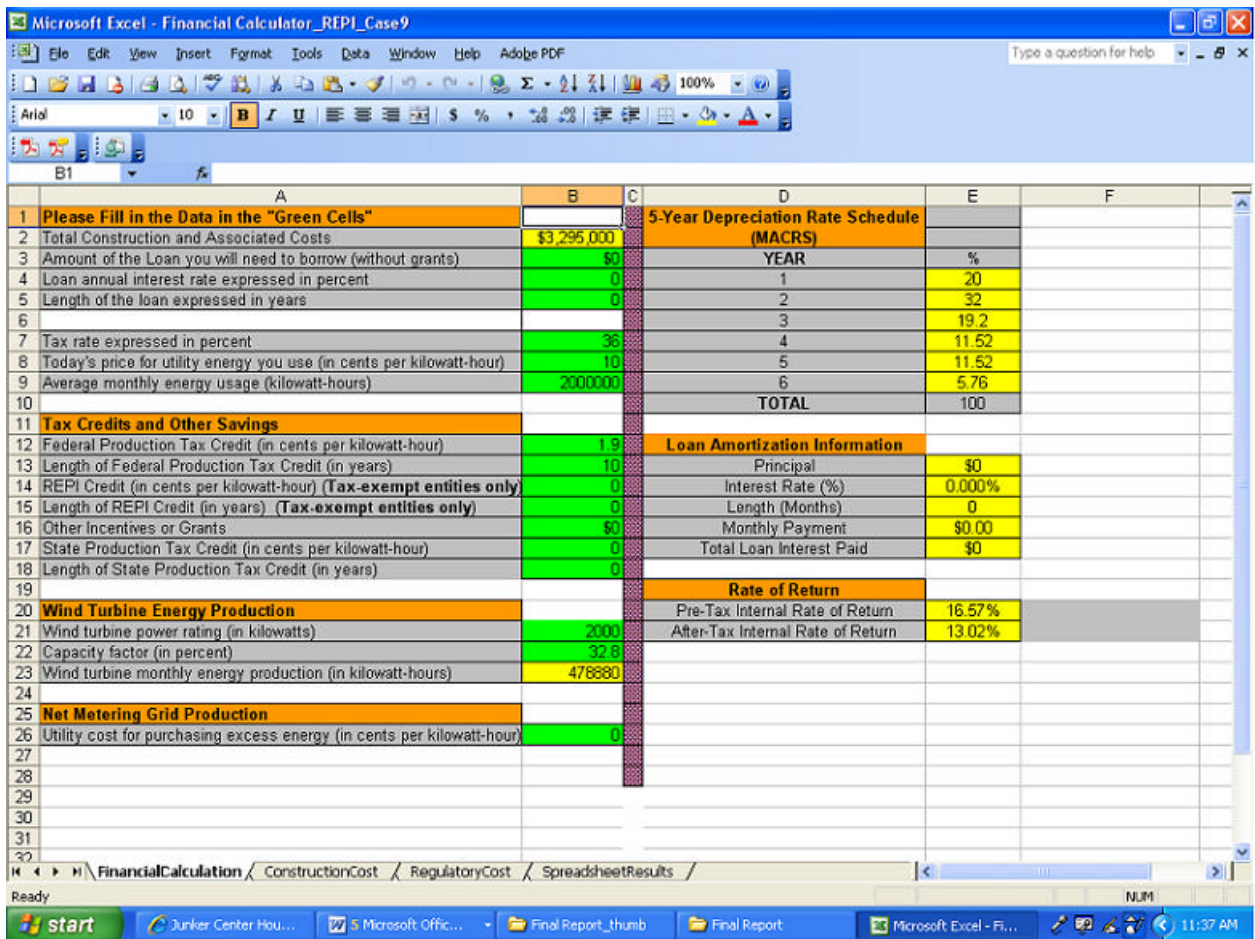 Microsoft Excel - Financial Calculator_REPI_Case9
File Edit View Insert Format Tools Data Window Help Adobe PDF Type a question for help
100%
Arial 10 B I U $ % ,
B1 fx
A B C D E F
1 Please Fill in the Data in the "Green Cells" 5-Year Depreciation Rate Schedule
2 Total Construction and Associated Costs $3,295,000 (MACRS)
3 Amount of the Loan you will need to borrow (without grants) $0 YEAR %
4 Loan annual interest rate expressed in percent 0 1 20
5 Length of the loan expressed in years 0 2 32
6 3 19.2
7 Tax rate expressed in percent 36 4 11.52
8 Today's price for utility energy you use (in cents per kilowatt-hour) 10 5 11.52
9 Average monthly energy usage (kilowatt-hours) 2000000 6 5.76
10 TOTAL 100
11 Tax Credits and Other Savings
12 Federal Production Tax Credit (in cents per kilowatt-hour) 1.9 Loan Amortization Information
13 Length of Federal Production Tax Credit (in years) 10 Principal $0
14 REPI Credit (in cents per kilowatt-hour) (Tax-exempt entities only) 0 Interest Rate (%) 0.000%
15 Length of REPI Credit (in years) (Tax-exempt entities only) 0 Length (Months) 0
16 Other Incentives or Grants $0 Monthly Payment $0.00
17 State Production Tax Credit (in cents per kilowatt-hour) 0 Total Loan Interest Paid $0
18 Length of State Production Tax Credit (in years) 0
19 Rate of Return
20 Wind Turbine Energy Production Pre-Tax Internal Rate of Return 16.57%
21 Wind turbine power rating (in kilowatts) 2000 After-Tax Internal Rate of Return 13.02%
22 Capacity factor (in percent) 32.8
23 Wind turbine monthly energy production (in kilowatt-hours) 478880
24
25 Net Metering Grid Production
26 Utility cost for purchasing excess energy (in cents per kilowatt-hour) 0
27
28
29
30
31
32
FinancialCalculation ConstructionCost RegulatoryCost SpreadsheetResults
Ready NUM
start Junker Center Hou... 5 Microsoft Offic... Final Report_thumb Final Report Microsoft Excel - Fi... 11:37 AM